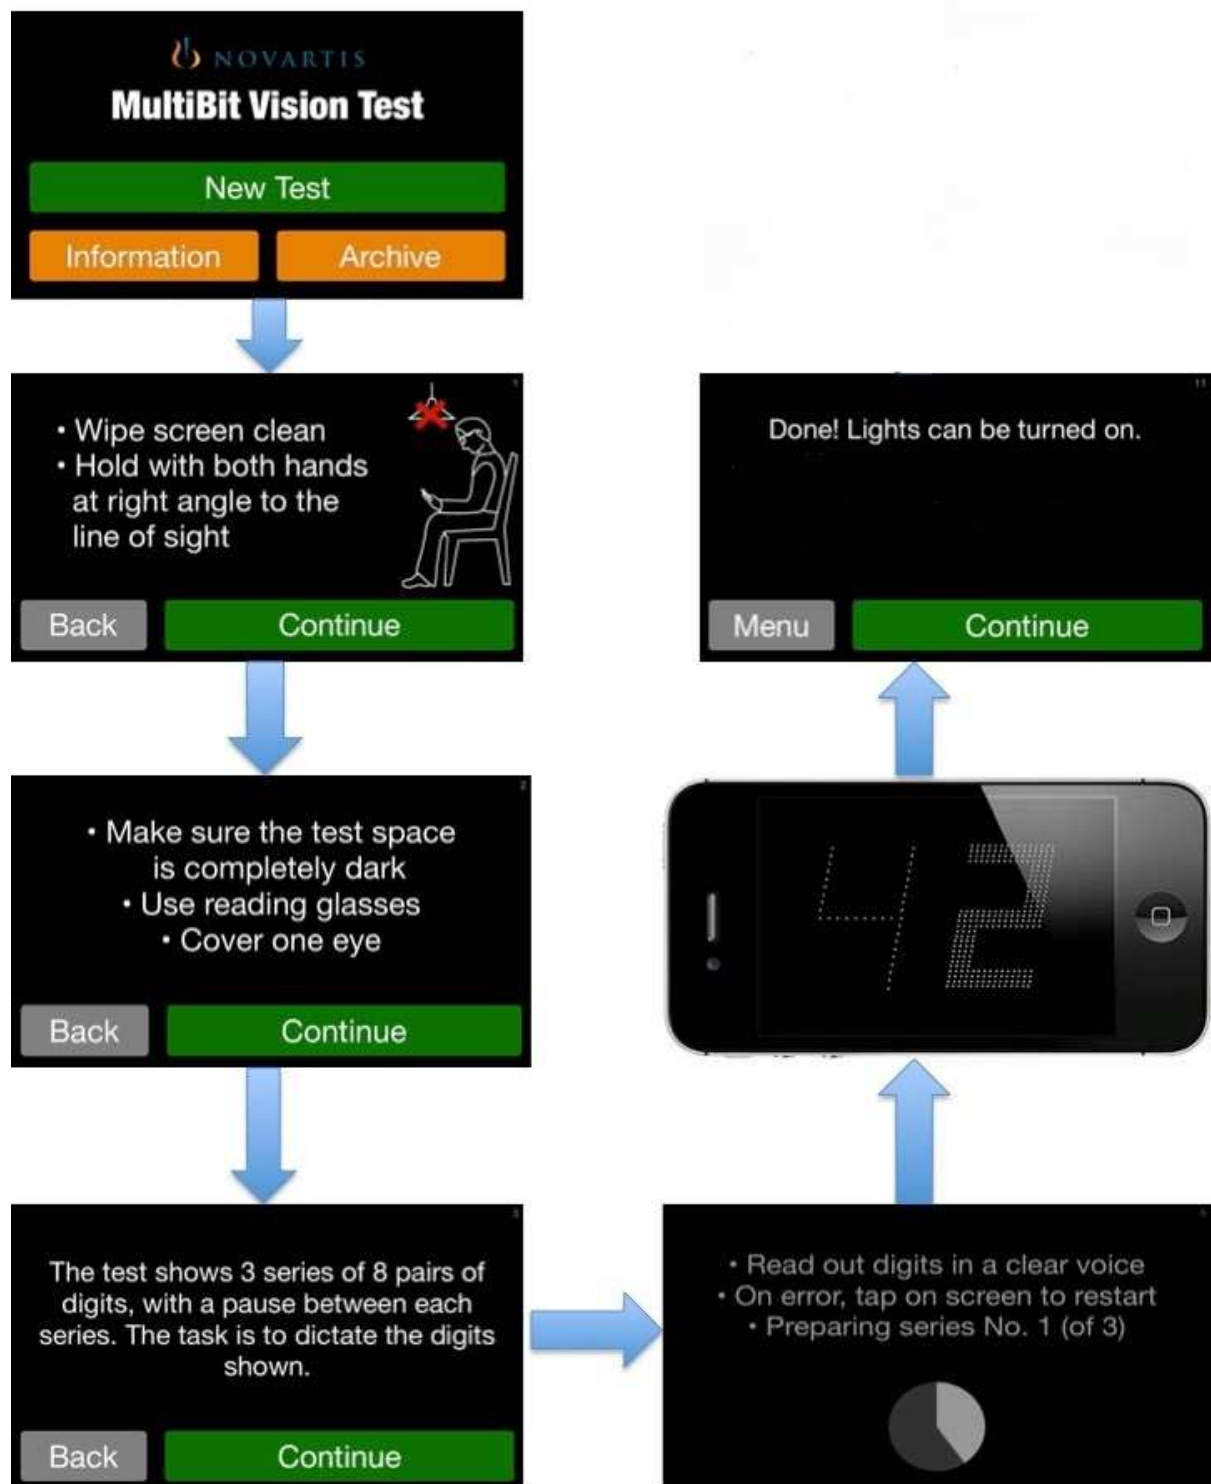 NOVARTIS
MultiBit Vision Test
New Test
Information
Archive
1
• Wipe screen clean
• Hold with both hands
at right angle to the
line of sight
Back
Continue
2
• Make sure the test space
is completely dark
• Use reading glasses
• Cover one eye
Back
Continue
3
The test shows 3 series of 8 pairs of
digits, with a pause between each
series. The task is to dictate the digits
shown.
Back
Continue
• Read out digits in a clear voice
• On error, tap on screen to restart
• Preparing series No. 1 (of 3)
42
11
Done! Lights can be turned on.
Menu
Continue